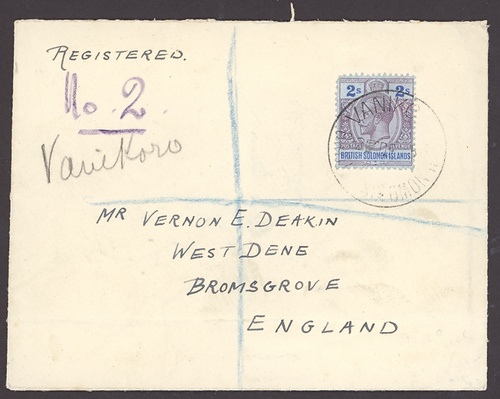 REGISTERED.
No. 2
Vanikoro
2s 2s
BRITISH SOLOMON ISLANDS
MR VERNON E. DEAKIN
WEST DENE
BROMSGROVE
ENGLAND